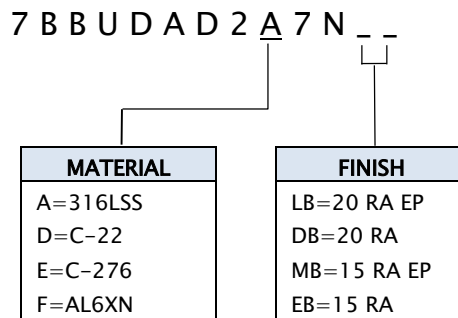 7 B B U D A D 2 A 7 N _ _
MATERIAL
A=316LSS
D=C-22
E=C-276
F=AL6XN
FINISH
LB=20 RA EP
DB=20 RA
MB=15 RA EP
EB=15 RA